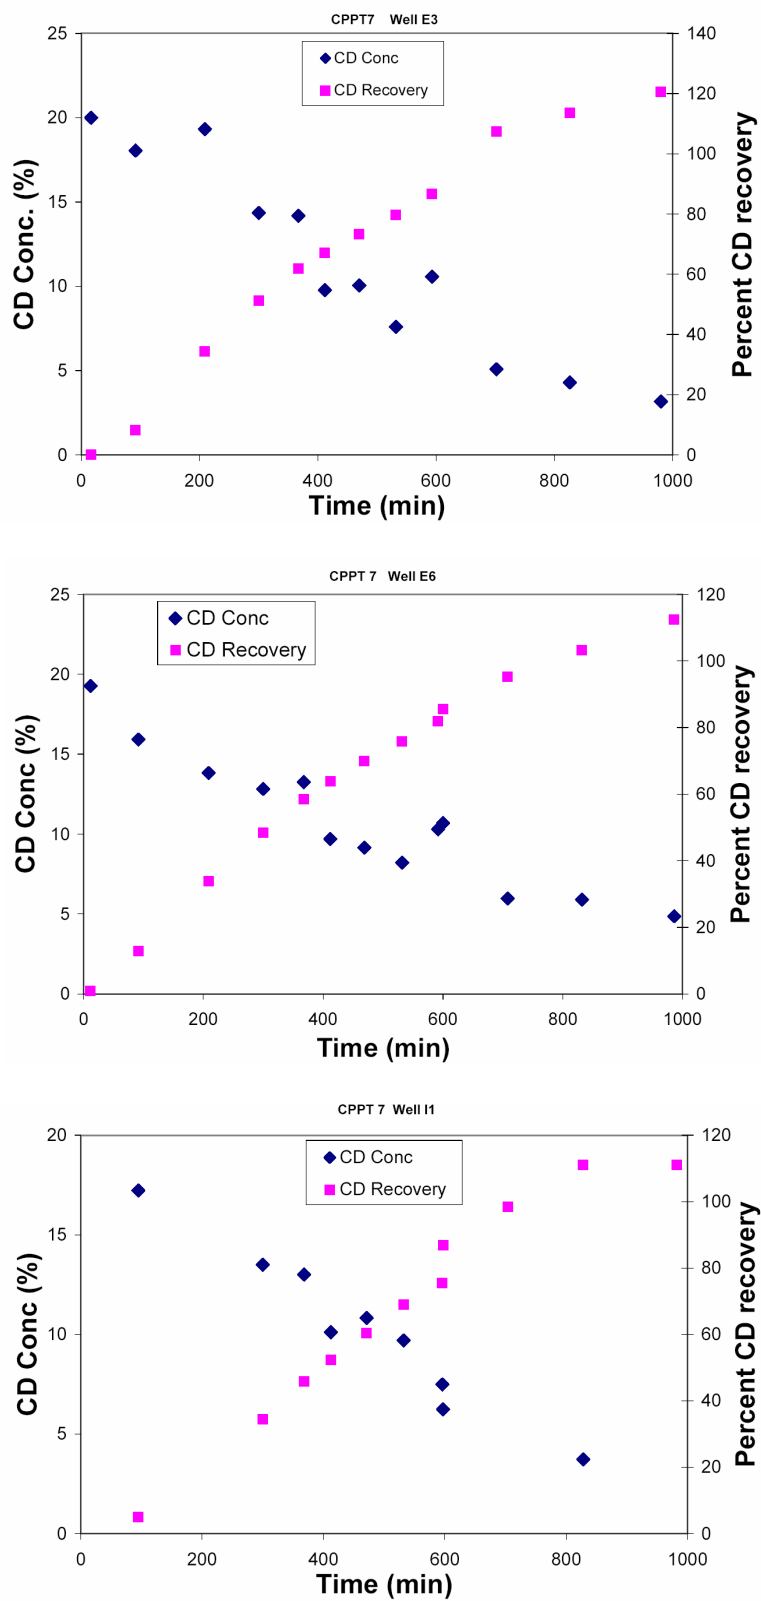 CPPT7 Well E3
25
20
15
10
5
0
CD Conc. (%)
CD Conc
CD Recovery
140
120
100
80
60
40
20
0
Percent CD recovery
0 200 400 600 800 1000
Time (min)
CPPT 7 Well E6
25
20
15
10
5
0
CD Conc (%)
CD Conc
CD Recovery
120
100
80
60
40
20
0
Percent CD recovery
0 200 400 600 800 1000
Time (min)
CPPT 7 Well I1
20
15
10
5
0
CD Conc (%)
CD Conc
CD Recovery
120
100
80
60
40
20
0
Percent CD recovery
0 200 400 600 800 1000
Time (min)